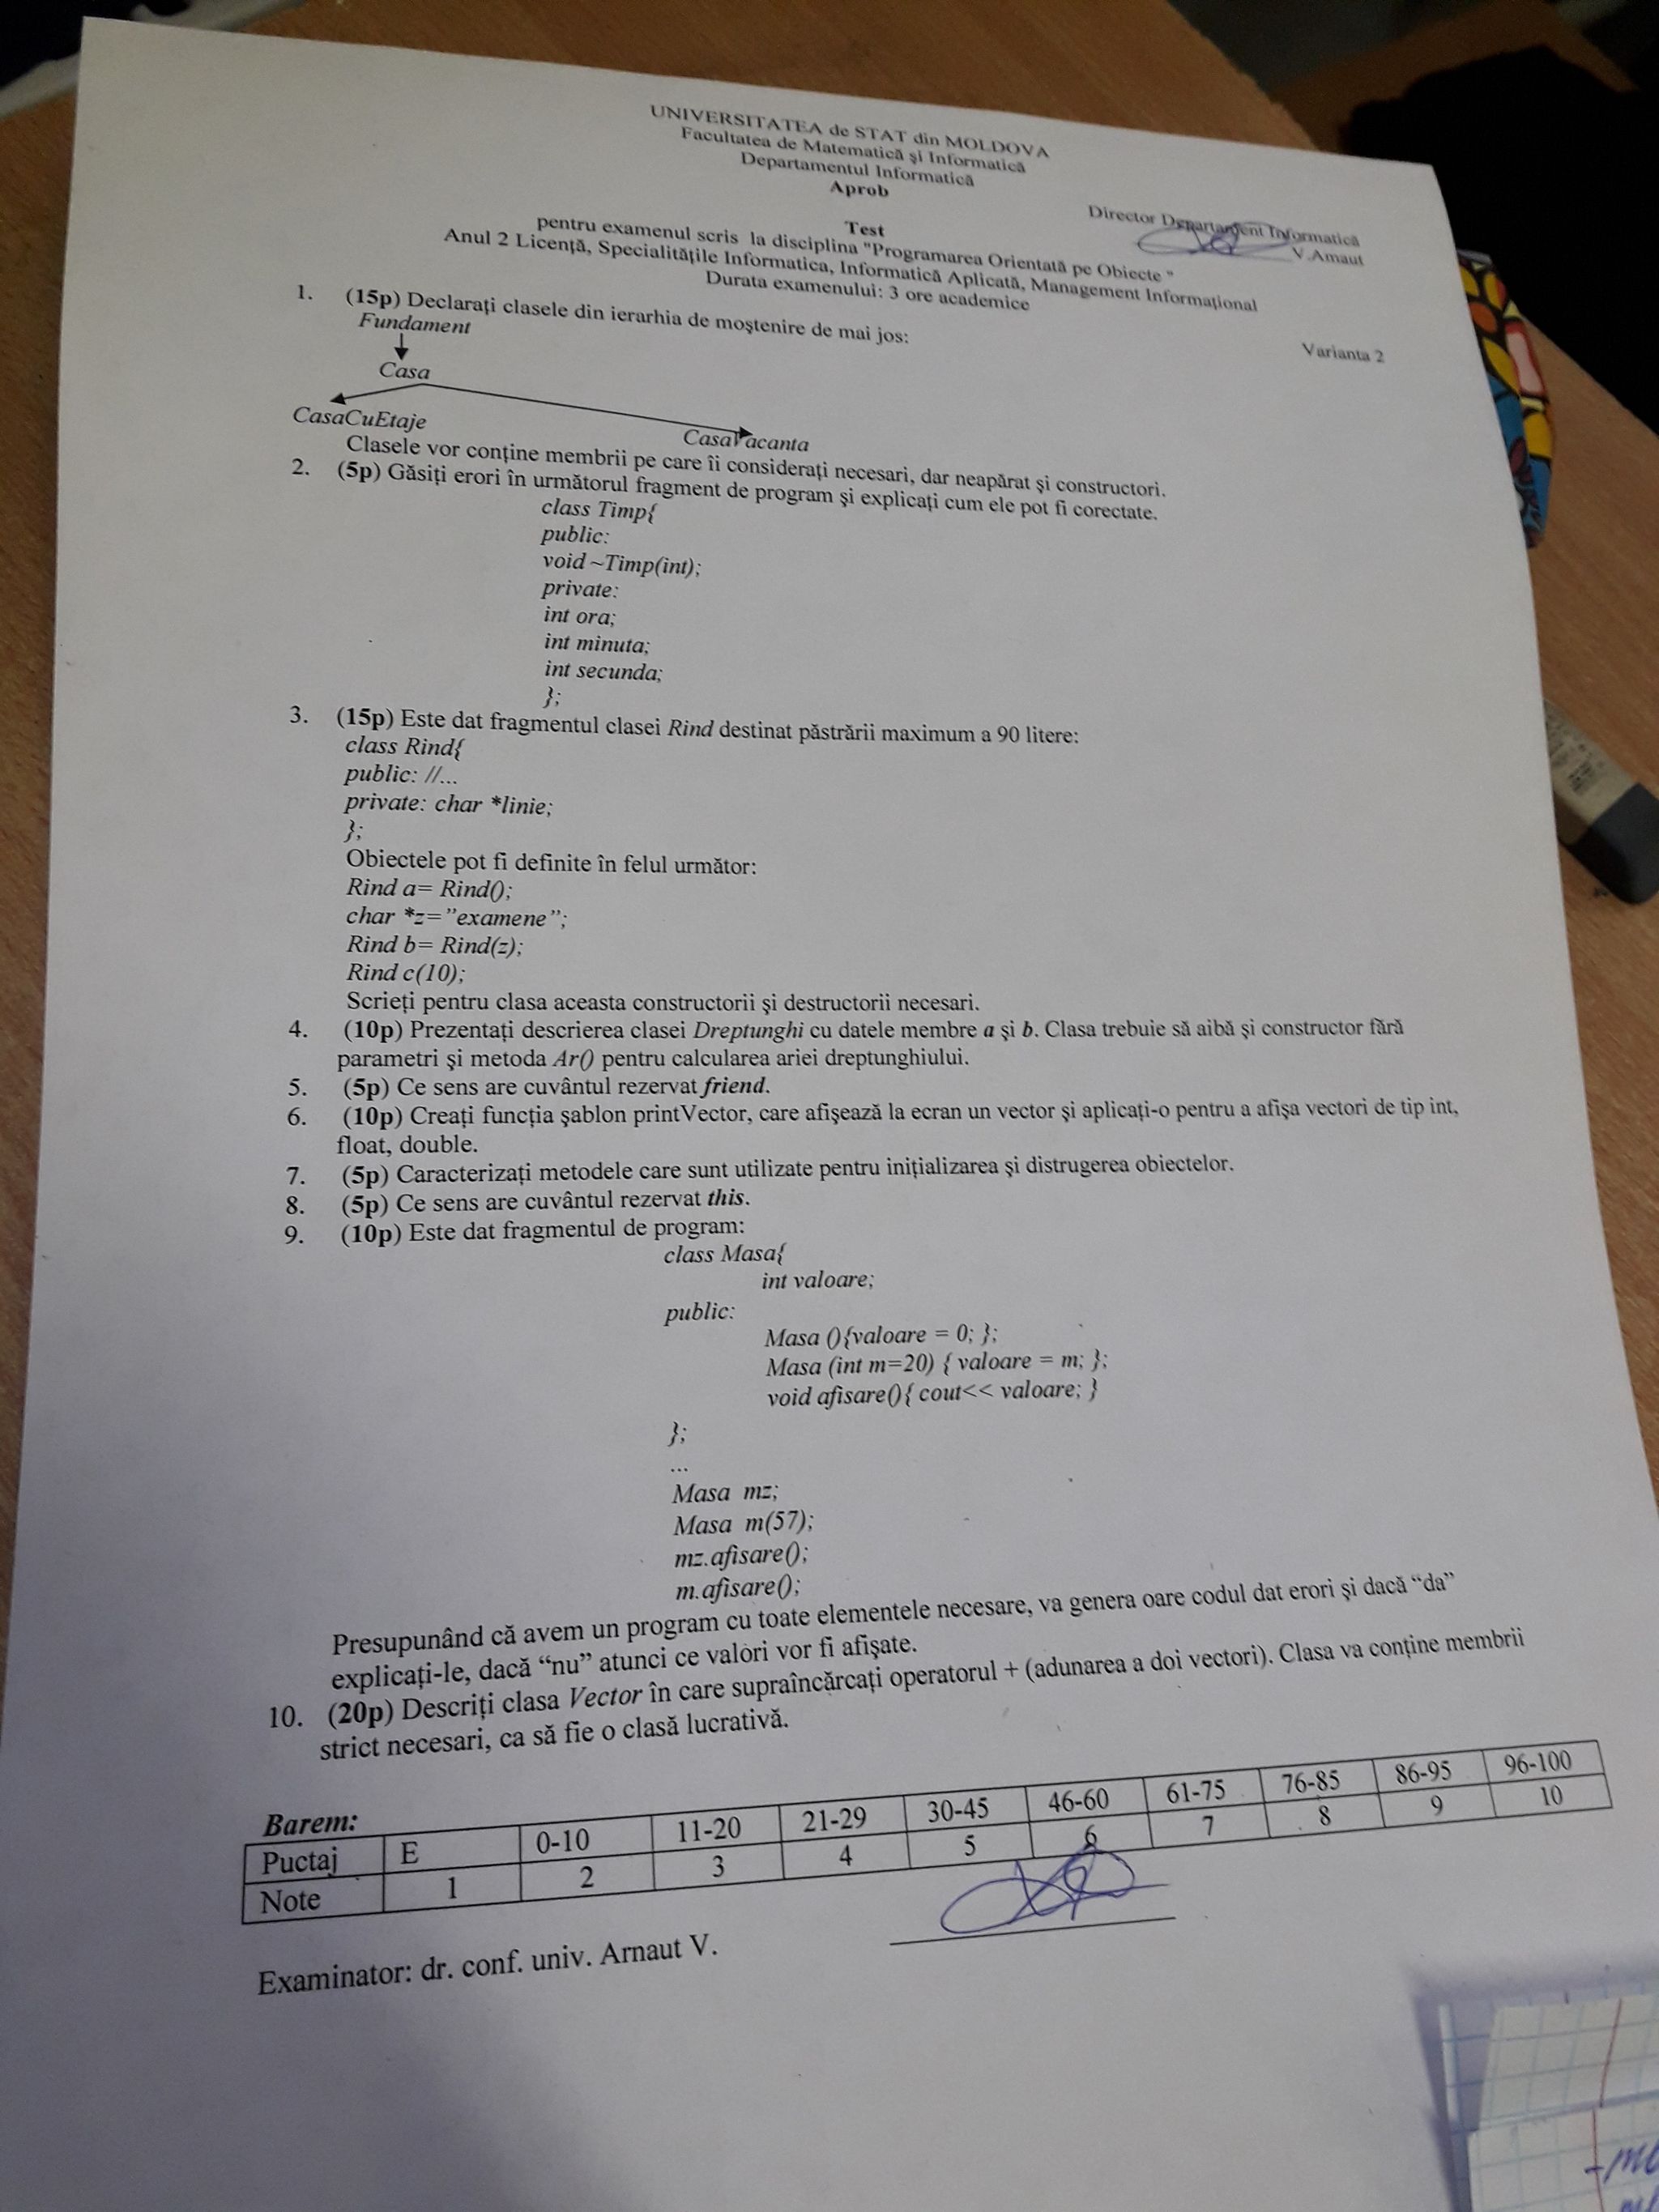 UNIVERSITATEA de STAT din MOLDOVA
Facultatea de Matematică şi Informatică
Departamentul Informatică
Aprob
Director Departament Informatică
V.Arnaut
Test
pentru examenul scris la disciplina "Programarea Orientată pe Obiecte "
Anul 2 Licenţă, Specialităţile Informatica, Informatică Aplicată, Management Informaţional
Durata examenului: 3 ore academice
Varianta 2
1. (15p) Declaraţi clasele din ierarhia de moştenire de mai jos:
Fundament
Casa
CasaCuEtaje
CasaVacanta
Clasele vor conţine membrii pe care îi consideraţi necesari, dar neapărat şi constructori.
2. (5p) Găsiţi erori în următorul fragment de program şi explicaţi cum ele pot fi corectate.
class Timp{
public:
void ~Timp(int);
private:
int ora;
int minuta;
int secunda;
};
3. (15p) Este dat fragmentul clasei Rind destinat păstrării maximum a 90 litere:
class Rind{
public: //...
private: char *linie;
};
Obiectele pot fi definite în felul următor:
Rind a= Rind();
char *z=”examene”;
Rind b= Rind(z);
Rind c(10);
Scrieţi pentru clasa aceasta constructorii şi destructorii necesari.
4. (10p) Prezentaţi descrierea clasei Dreptunghi cu datele membre a şi b. Clasa trebuie să aibă şi constructor fără
parametri şi metoda Ar() pentru calcularea ariei dreptunghiului.
5. (5p) Ce sens are cuvântul rezervat friend.
6. (10p) Creaţi funcţia şablon printVector, care afişează la ecran un vector şi aplicaţi-o pentru a afişa vectori de tip int,
float, double.
7. (5p) Caracterizaţi metodele care sunt utilizate pentru iniţializarea şi distrugerea obiectelor.
8. (5p) Ce sens are cuvântul rezervat this.
9. (10p) Este dat fragmentul de program:
class Masa{
int valoare;
public:
Masa (){valoare = 0; };
Masa (int m=20) { valoare = m; };
void afisare(){ cout<< valoare; }
};
...
Masa mz;
Masa m(57);
mz.afisare();
m.afisare();
Presupunând că avem un program cu toate elementele necesare, va genera oare codul dat erori şi dacă “da”
explicaţi-le, dacă “nu” atunci ce valori vor fi afişate.
10. (20p) Descriţi clasa Vector în care supraîncărcaţi operatorul + (adunarea a doi vectori). Clasa va conţine membrii
strict necesari, ca să fie o clasă lucrativă.
Barem:
Puctaj E 0-10 11-20 21-29 30-45 46-60 61-75 76-85 86-95 96-100
Note 1 2 3 4 5 6 7 8 9 10
Examinator: dr. conf. univ. Arnaut V.